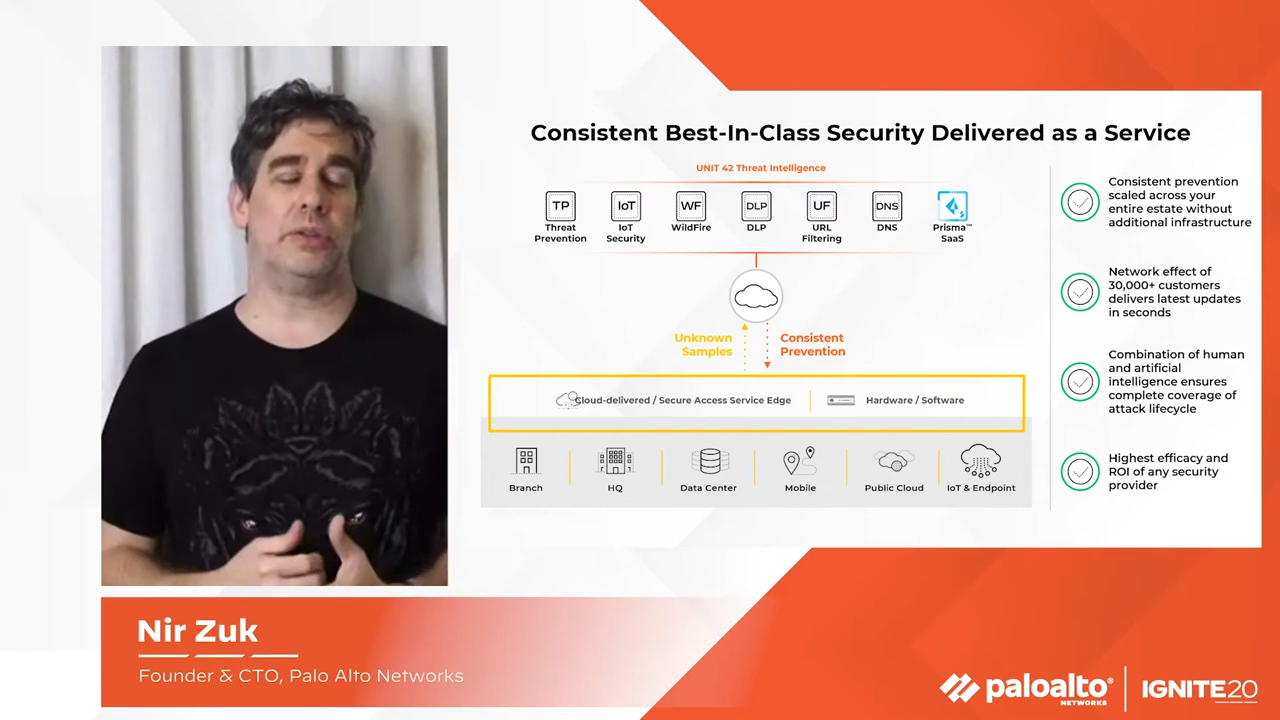 Consistent Best-In-Class Security Delivered as a Service
UNIT 42 Threat Intelligence
TP
IoT
WF
DLP
UF
DNS
Threat
Prevention
IoT
Security
WildFire
DLP
URL
Filtering
DNS
Prisma™
SaaS
Unknown
Samples
Consistent
Prevention
Cloud-delivered / Secure Access Service Edge
Hardware / Software
Branch
HQ
Data Center
Mobile
Public Cloud
IoT & Endpoint
Consistent prevention
scaled across your
entire estate without
additional infrastructure
Network effect of
30,000+ customers
delivers latest updates
in seconds
Combination of human
and artificial
intelligence ensures
complete coverage of
attack lifecycle
Highest efficacy and
ROI of any security
provider
Nir Zuk
Founder & CTO, Palo Alto Networks
paloalto®
NETWORKS
IGNITE20